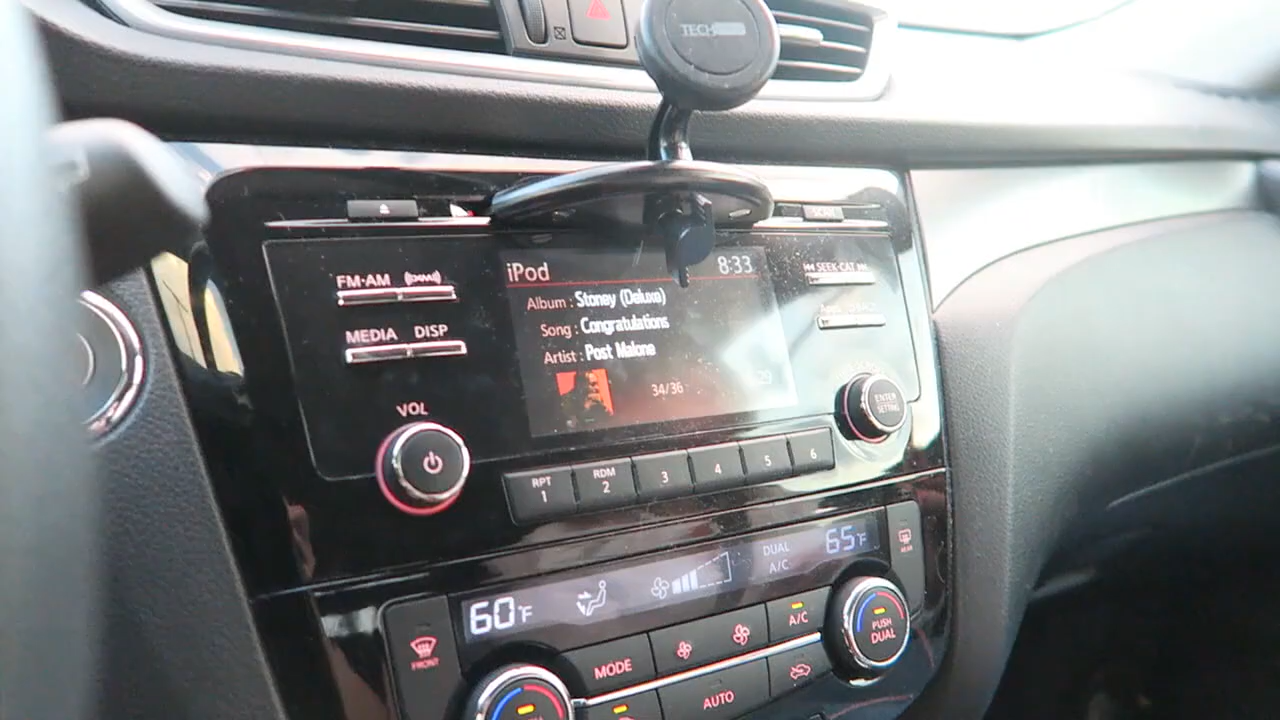 TECH
FM·AM
MEDIA DISP
VOL
iPod 8:33
Album : Stoney (Deluxe)
Song : Congratulations
Artist : Post Malone
34/36
SEEK·CAT
ENTER
SETTING
RPT
1
RDM
2
3
4
5
6
60°F
DUAL
A/C
65°F
REAR
FRONT
MODE
A/C
AUTO
PUSH
DUAL